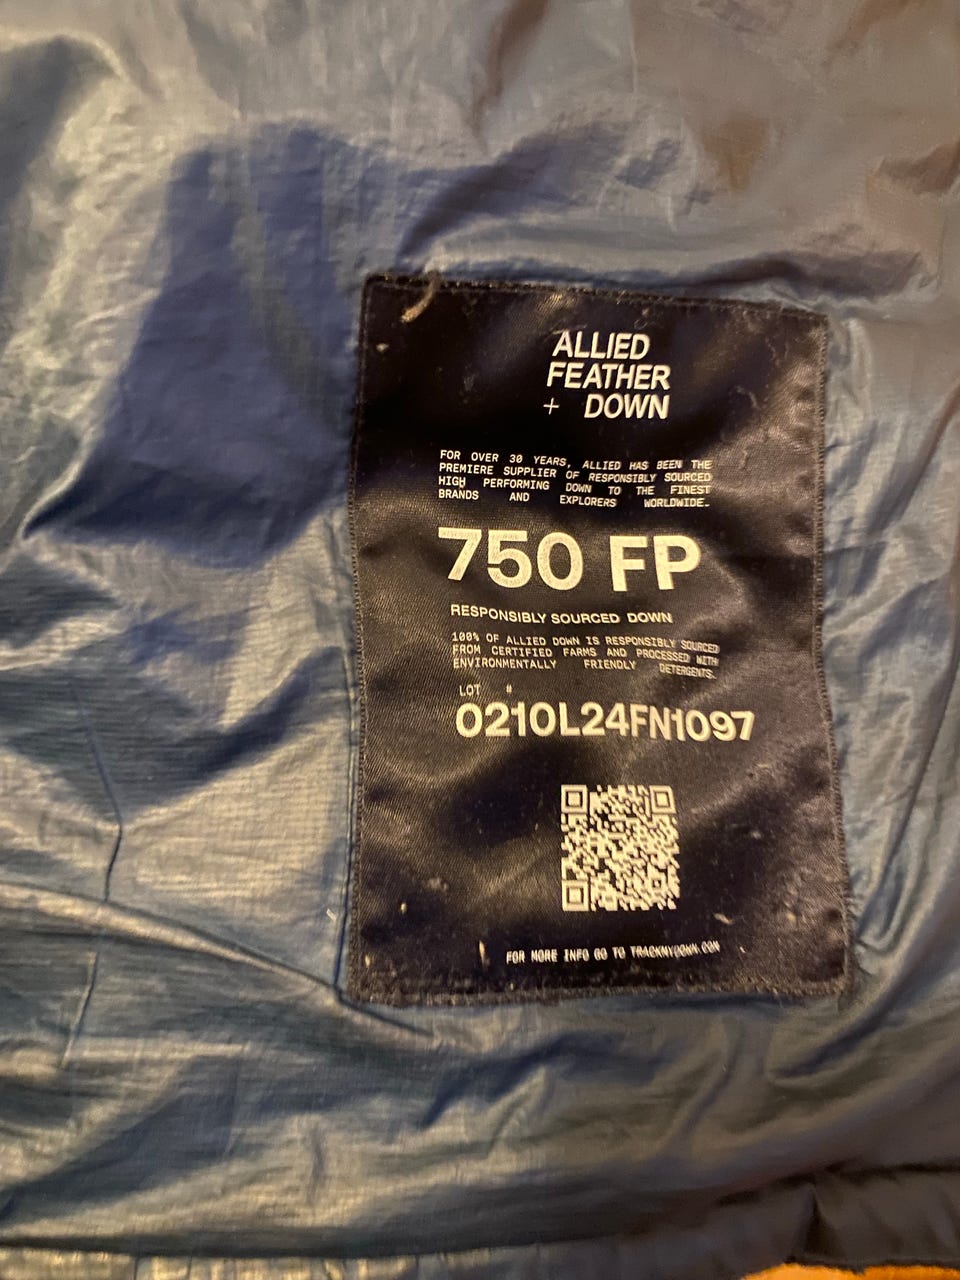 ALLIED
FEATHER
+ DOWN
FOR OVER 30 YEARS, ALLIED HAS BEEN THE
PREMIERE SUPPLIER OF RESPONSIBLY SOURCED
HIGH PERFORMING DOWN TO THE FINEST
BRANDS AND EXPLORERS WORLDWIDE.
750 FP
RESPONSIBLY SOURCED DOWN
100% OF ALLIED DOWN IS RESPONSIBLY SOURCED
FROM CERTIFIED FARMS AND PROCESSED WITH
ENVIRONMENTALLY FRIENDLY DETERGENTS.
LOT #
0210L24FN1097
FOR MORE INFO GO TO TRACKMYDOWN.COM